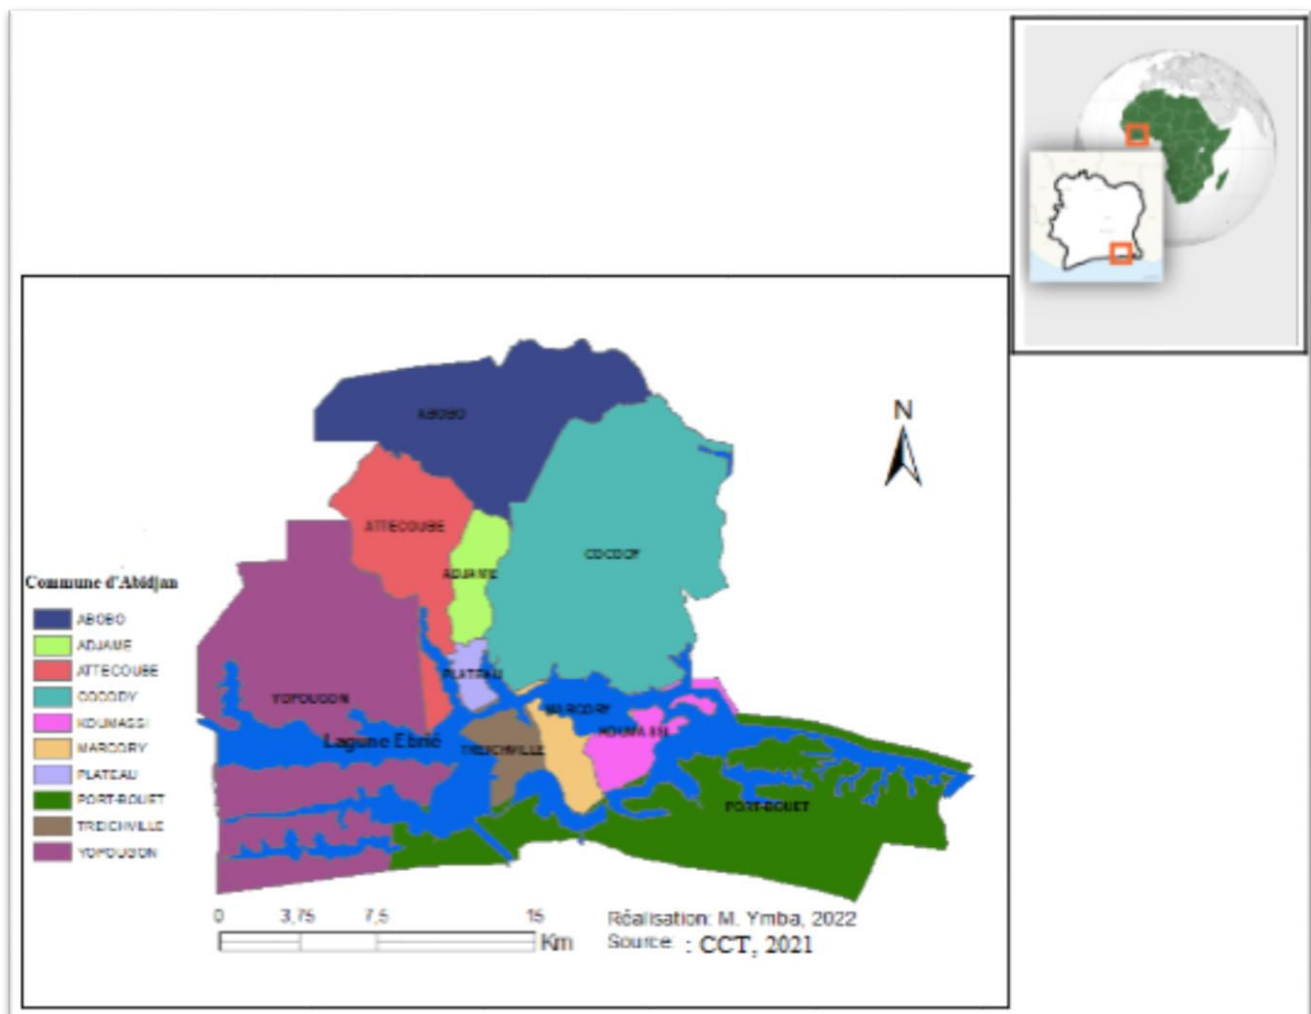 N
ABOBO
ATTECOUBE
COCODY
ADJAME
PLATEAU
YOPOUGON
MARCORY
KOUMASSI
Lagune Ebrié
TREICHVILLE
PORT-BOUET
Commune d'Abidjan
ABOBO
ADJAME
ATTECOUBE
COCODY
KOUMASSI
MARCORY
PLATEAU
PORT-BOUET
TREICHVILLE
YOPOUGON
0 3,75 7,5 15
Km
Réalisation: M. Ymba, 2022
Source: : CCT, 2021